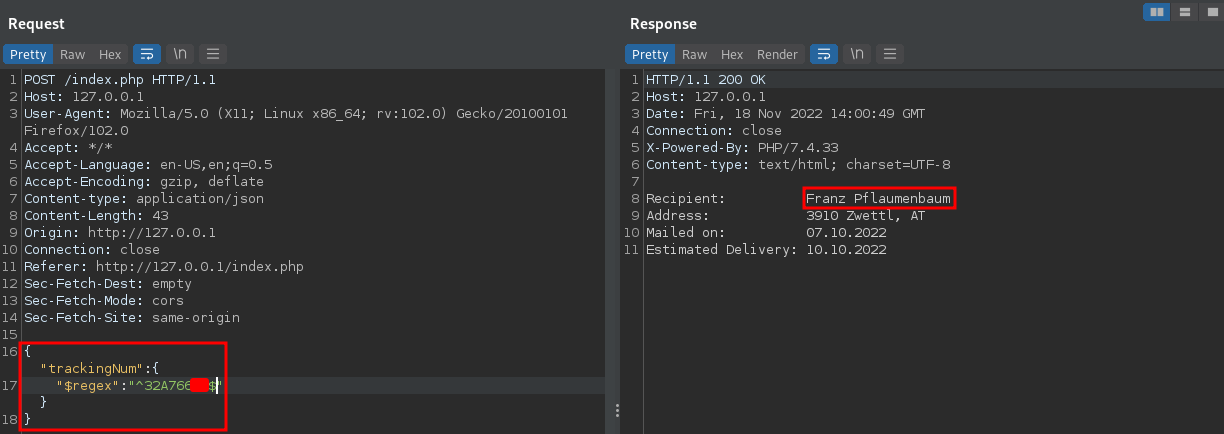 Request
Pretty Raw Hex \n
1 POST /index.php HTTP/1.1
2 Host: 127.0.0.1
3 User-Agent: Mozilla/5.0 (X11; Linux x86_64; rv:102.0) Gecko/20100101
Firefox/102.0
4 Accept: */*
5 Accept-Language: en-US,en;q=0.5
6 Accept-Encoding: gzip, deflate
7 Content-type: application/json
8 Content-Length: 43
9 Origin: http://127.0.0.1
10 Connection: close
11 Referer: http://127.0.0.1/index.php
12 Sec-Fetch-Dest: empty
13 Sec-Fetch-Mode: cors
14 Sec-Fetch-Site: same-origin
15
16 {
"trackingNum":{
17 "$regex":"^32A766$"
}
18 }
Response
Pretty Raw Hex Render \n
1 HTTP/1.1 200 OK
2 Host: 127.0.0.1
3 Date: Fri, 18 Nov 2022 14:00:49 GMT
4 Connection: close
5 X-Powered-By: PHP/7.4.33
6 Content-type: text/html; charset=UTF-8
7
8 Recipient: Franz Pflaumenbaum
9 Address: 3910 Zwettl, AT
10 Mailed on: 07.10.2022
11 Estimated Delivery: 10.10.2022